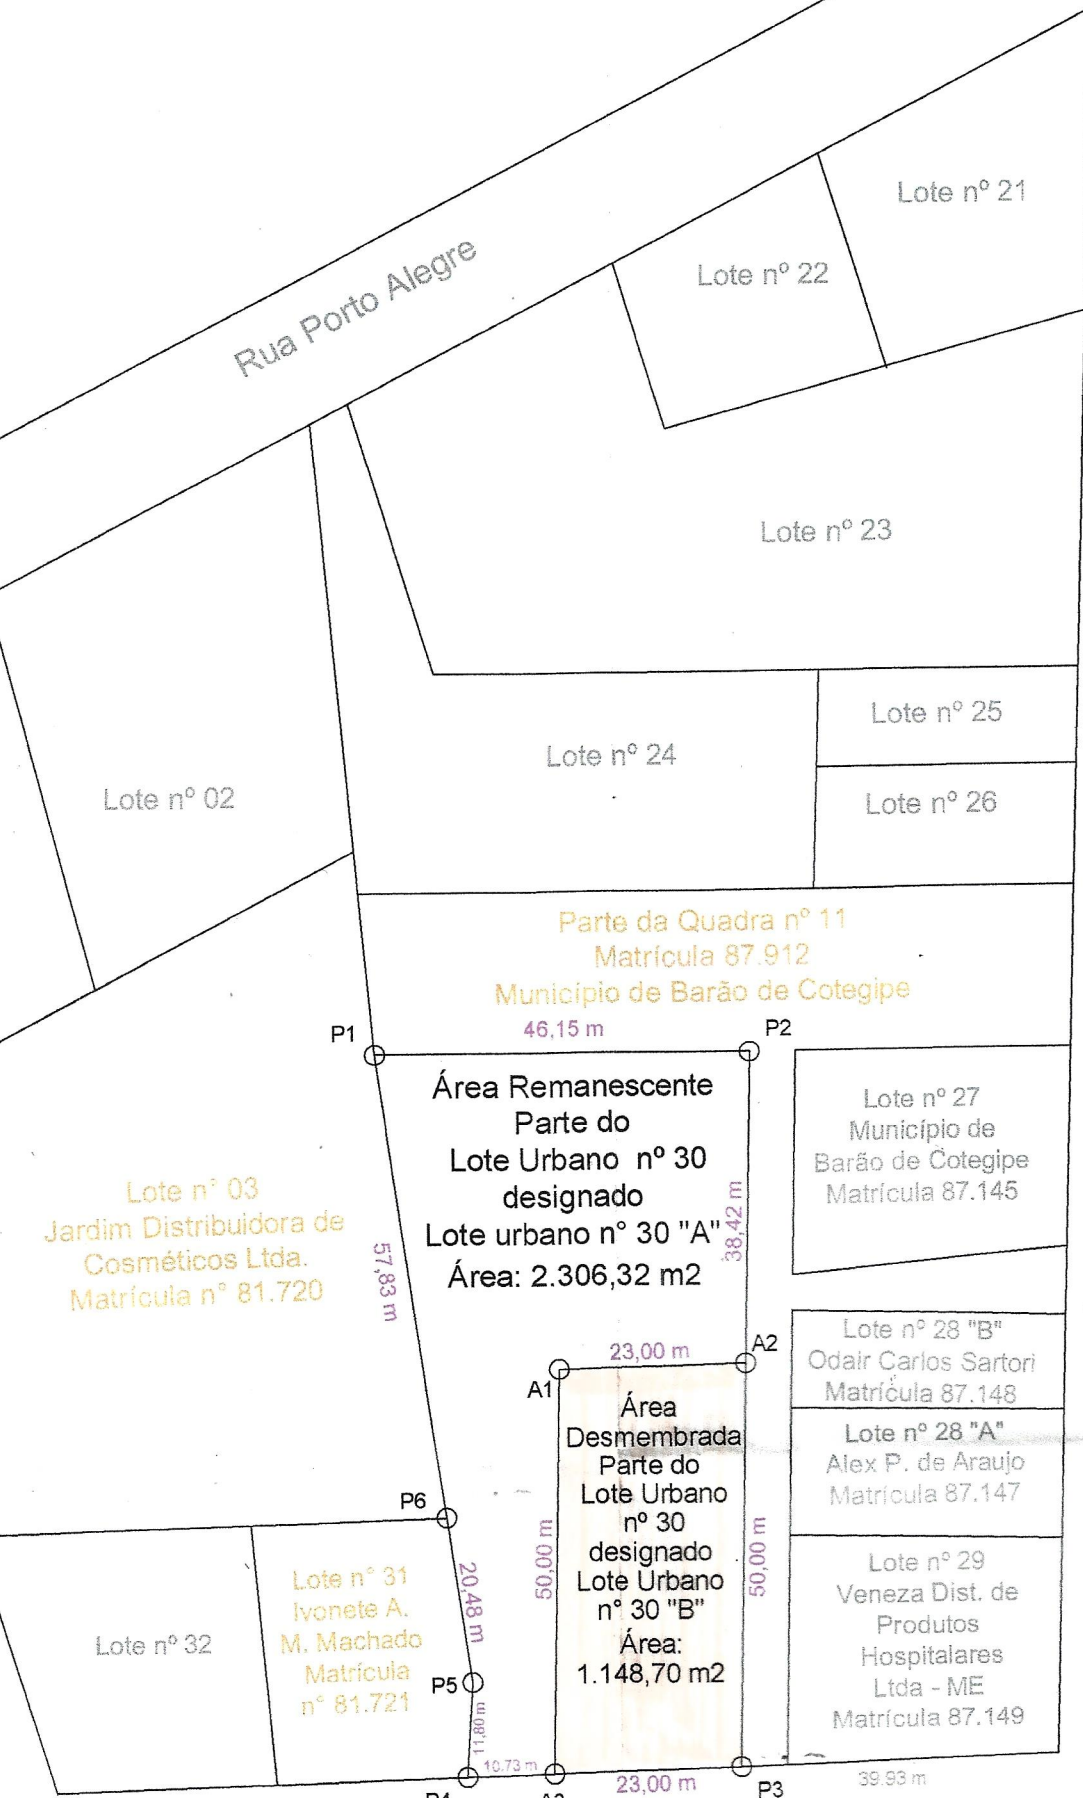 Rua Porto Alegre
Lote nº 21
Lote nº 22
Lote nº 23
Lote nº 24
Lote nº 25
Lote nº 26
Lote nº 02
Parte da Quadra nº 11
Matrícula 87.912
Município de Barão de Cotegipe
46,15 m
P1
P2
Área Remanescente
Parte do
Lote Urbano nº 30
designado
Lote urbano n° 30 "A"
Área: 2.306,32 m2
38,42 m
57,83 m
Lote n° 03
Jardim Distribuidora de
Cosméticos Ltda.
Matrícula n° 81.720
Lote nº 27
Município de
Barão de Cotegipe
Matrícula 87.145
Lote nº 28 "B"
Odair Carlos Sartori
Matrícula 87.148
Lote nº 28 "A"
Alex P. de Araujo
Matrícula 87.147
Lote nº 29
Veneza Dist. de
Produtos
Hospitalares
Ltda - ME
Matrícula 87.149
23,00 m
A1
A2
Área
Desmembrada
Parte do
Lote Urbano
nº 30
designado
Lote Urbano
n° 30 "B"
Área:
1.148,70 m2
50,00 m
50,00 m
P6
20,48 m
P5
11,80 m
Lote nº 32
Lote n° 31
Ivonete A.
M. Machado
Matrícula
n° 81.721
10.73 m
23,00 m
P3
39.93 m
P4